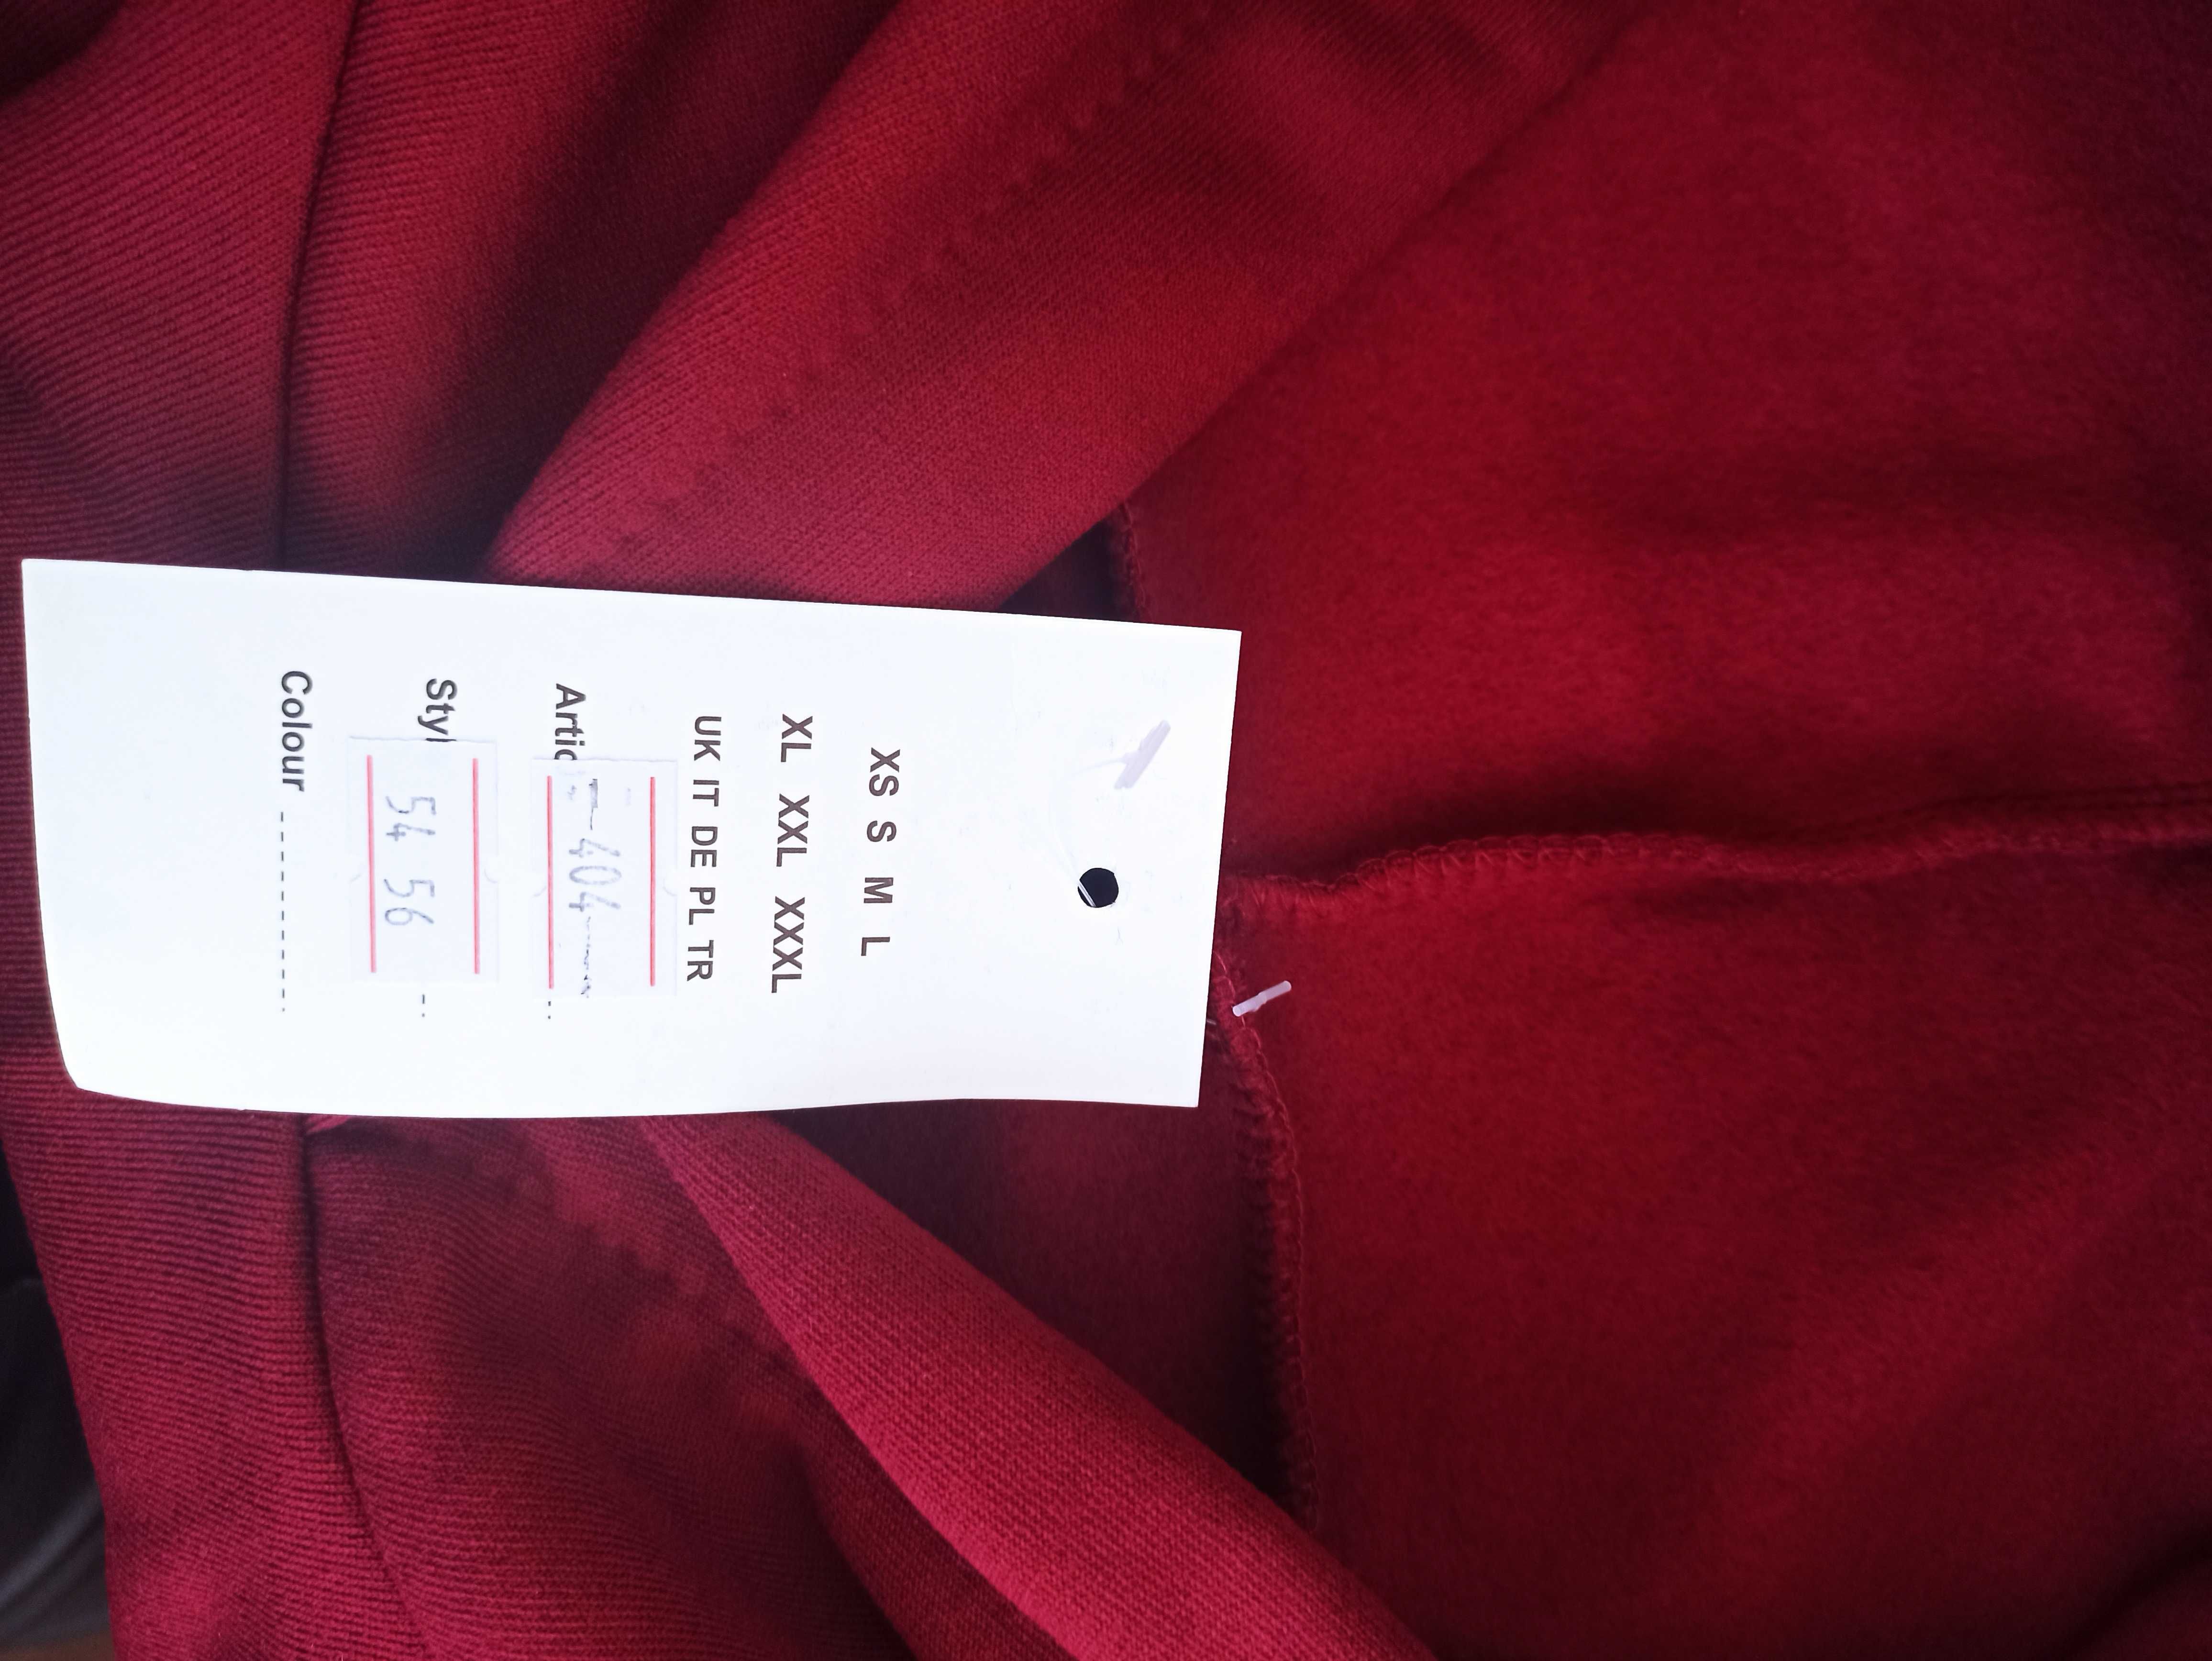 XS S M L
XL XXL XXXL
UK IT DE PL TR
Artic 404
Styl 54 56
Colour ----------